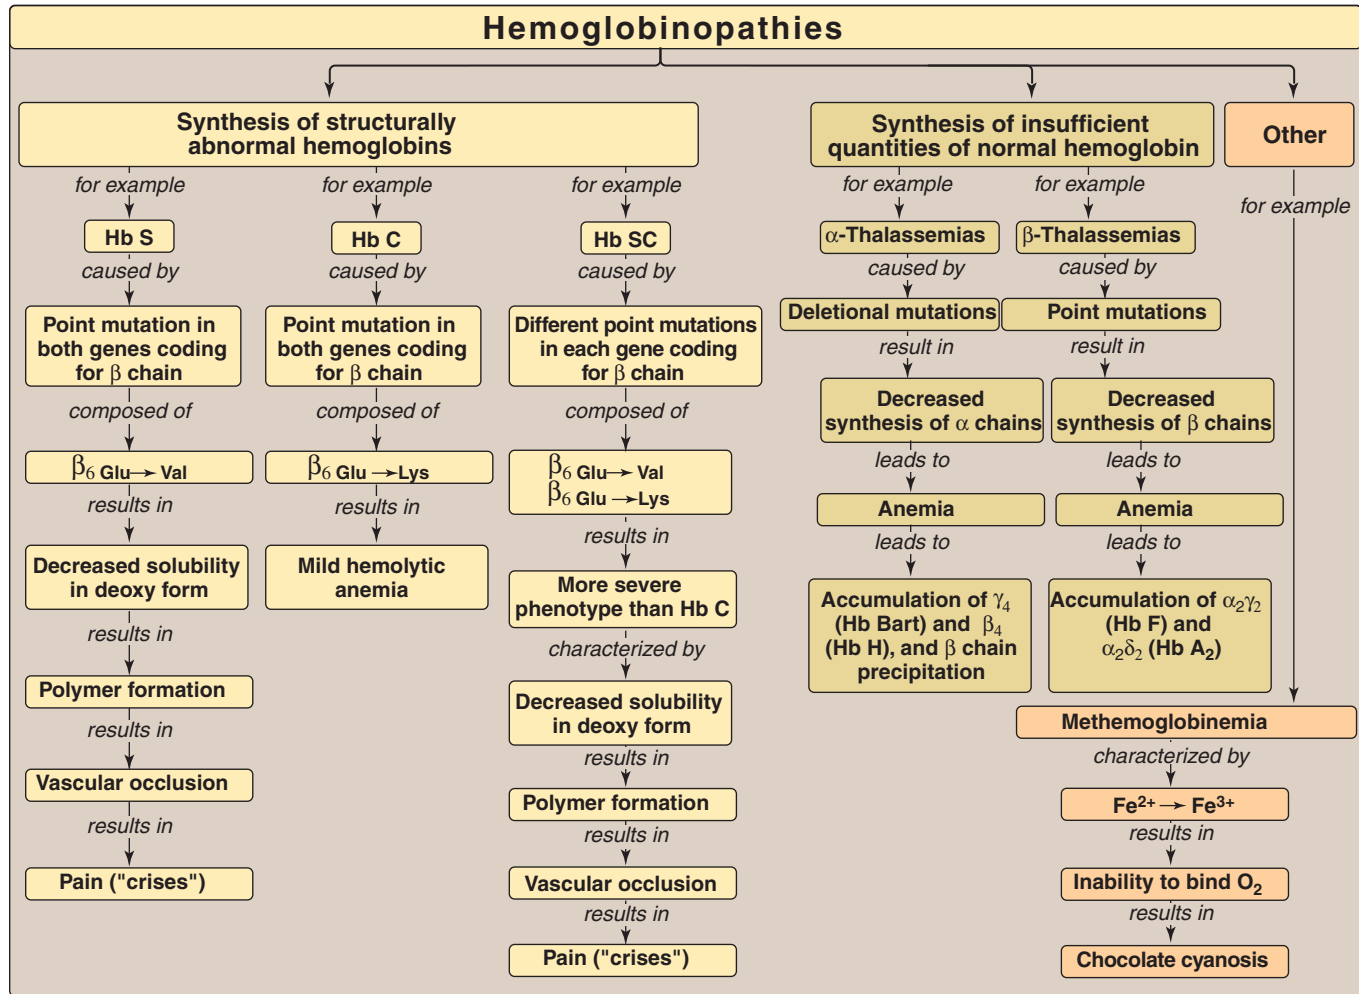 Hemoglobinopathies
Synthesis of structurally
abnormal hemoglobins
for example
Hb S
caused by
Point mutation in
both genes coding
for β chain
composed of
β₆ Glu→ Val
results in
Decreased solubility
in deoxy form
results in
Polymer formation
results in
Vascular occlusion
results in
Pain ("crises")
for example
Hb C
caused by
Point mutation in
both genes coding
for β chain
composed of
β₆ Glu →Lys
results in
Mild hemolytic
anemia
for example
Hb SC
caused by
Different point mutations
in each gene coding
for β chain
composed of
β₆ Glu→ Val
β₆ Glu →Lys
results in
More severe
phenotype than Hb C
characterized by
Decreased solubility
in deoxy form
results in
Polymer formation
results in
Vascular occlusion
results in
Pain ("crises")
Synthesis of insufficient
quantities of normal hemoglobin
for example
α-Thalassemias
caused by
Deletional mutations
result in
Decreased
synthesis of α chains
leads to
Anemia
leads to
Accumulation of γ₄
(Hb Bart) and β₄
(Hb H), and β chain
precipitation
for example
β-Thalassemias
caused by
Point mutations
result in
Decreased
synthesis of β chains
leads to
Anemia
leads to
Accumulation of α₂γ₂
(Hb F) and
α₂δ₂ (Hb A₂)
Other
for example
Methemoglobinemia
characterized by
Fe²⁺→ Fe³⁺
results in
Inability to bind O₂
results in
Chocolate cyanosis